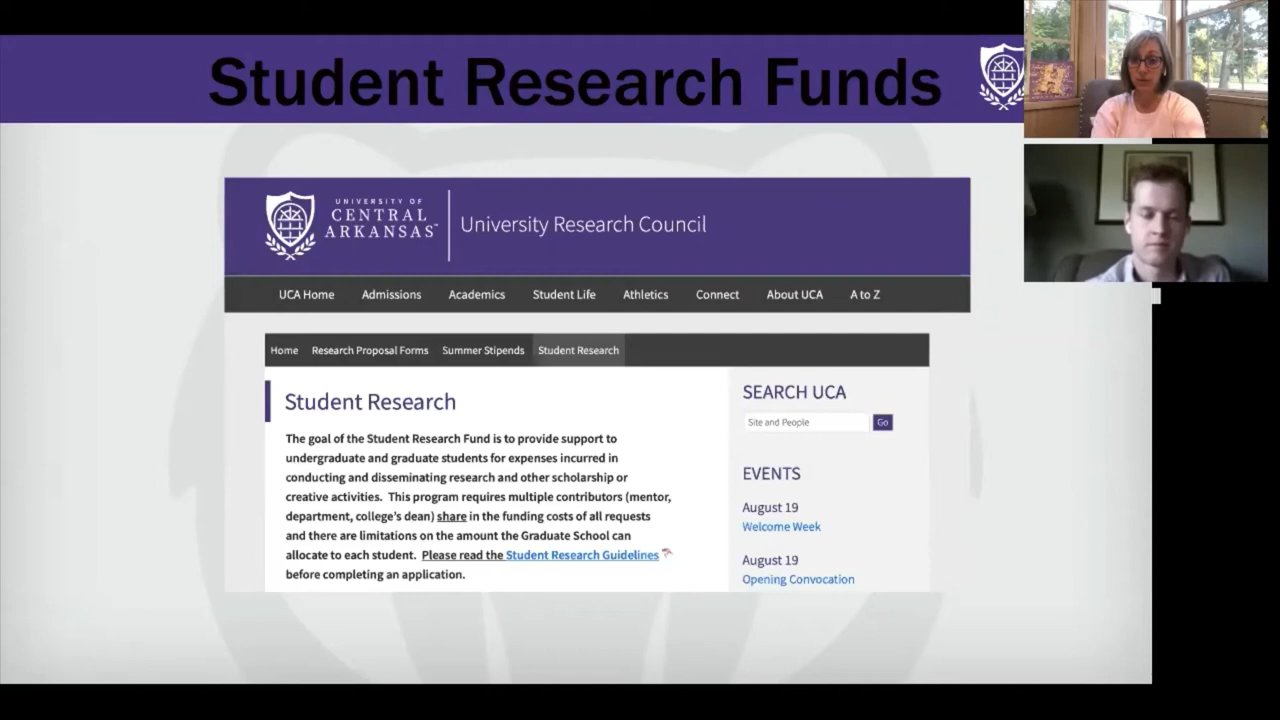 Student Research Funds
UNIVERSITY OF
CENTRAL
ARKANSAS™
University Research Council
UCA Home Admissions Academics Student Life Athletics Connect About UCA A to Z
Home Research Proposal Forms Summer Stipends Student Research
Student Research
The goal of the Student Research Fund is to provide support to
undergraduate and graduate students for expenses incurred in
conducting and disseminating research and other scholarship or
creative activities. This program requires multiple contributors (mentor,
department, college's dean) share in the funding costs of all requests
and there are limitations on the amount the Graduate School can
allocate to each student. Please read the Student Research Guidelines
before completing an application.
SEARCH UCA
Site and People Go
EVENTS
August 19
Welcome Week
August 19
Opening Convocation